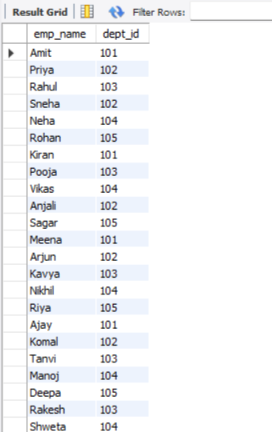 Result Grid Filter Rows:
emp_name dept_id
Amit 101
Priya 102
Rahul 103
Sneha 102
Neha 104
Rohan 105
Kiran 101
Pooja 103
Vikas 104
Anjali 102
Sagar 105
Meena 101
Arjun 102
Kavya 103
Nikhil 104
Riya 105
Ajay 101
Komal 102
Tanvi 103
Manoj 104
Deepa 105
Rakesh 103
Shweta 104